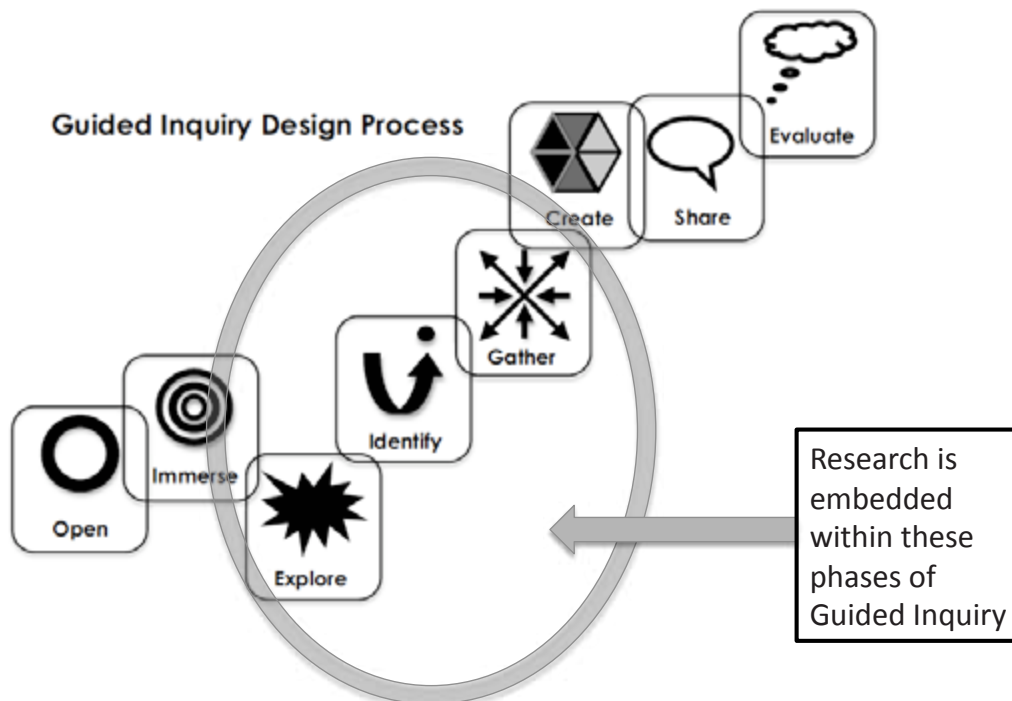 Guided Inquiry Design Process
Open
Immerse
Explore
Identify
Gather
Create
Share
Evaluate
Research is
embedded
within these
phases of
Guided Inquiry